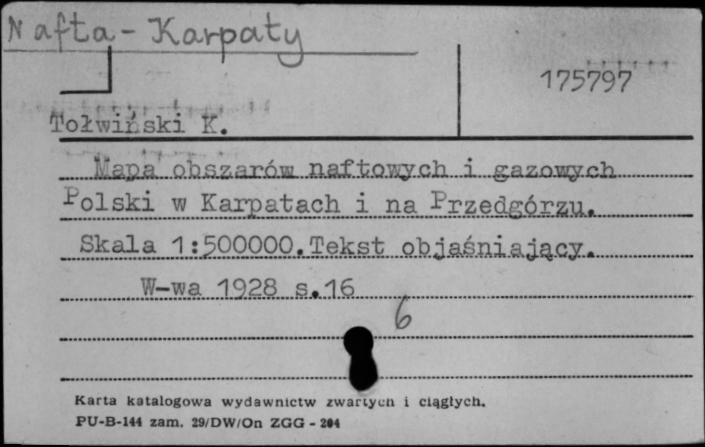 Nafta - Karpaty
175797
Tołwiński K.
Mapa obszarów naftowych i gazowych
Polski w Karpatach i na Przedgórzu.
Skala 1:500000.Tekst objaśniający.
W-wa 1928 s.16
6
Karta katalogowa wydawnictw zwartych i ciągłych.
PU-B-144 zam. 29/DW/On ZGG - 204